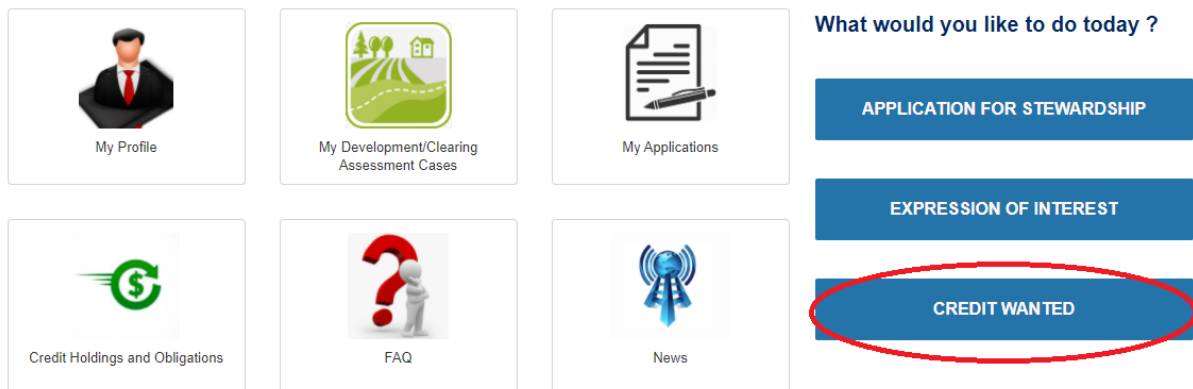 What would you like to do today ?
My Profile
My Development/Clearing
Assessment Cases
My Applications
APPLICATION FOR STEWARDSHIP
EXPRESSION OF INTEREST
Credit Holdings and Obligations
FAQ
News
CREDIT WANTED